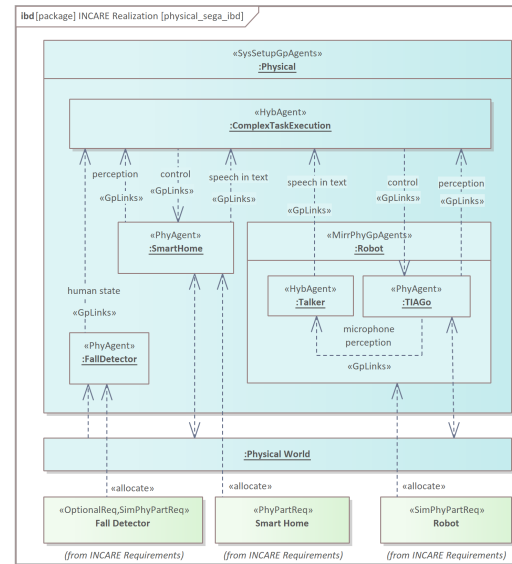 ibd [package] INCARE Realization [physical_sega_ibd]
«SysSetupGpAgents»
:Physical
«HybAgent»
:ComplexTaskExecution
perception
«GpLinks»
control
«GpLinks»
speech in text
«GpLinks»
speech in text
«GpLinks»
control
«GpLinks»
perception
«GpLinks»
«PhyAgent»
:SmartHome
«MirrPhyGpAgents»
:Robot
«HybAgent»
:Talker
«PhyAgent»
:TIAGo
human state
«GpLinks»
microphone
perception
«GpLinks»
«PhyAgent»
:FallDetector
:Physical World
«allocate»
«allocate»
«allocate»
«OptionalReq,SimPhyPartReq»
Fall Detector
«PhyPartReq»
Smart Home
«SimPhyPartReq»
Robot
(from INCARE Requirements)
(from INCARE Requirements)
(from INCARE Requirements)